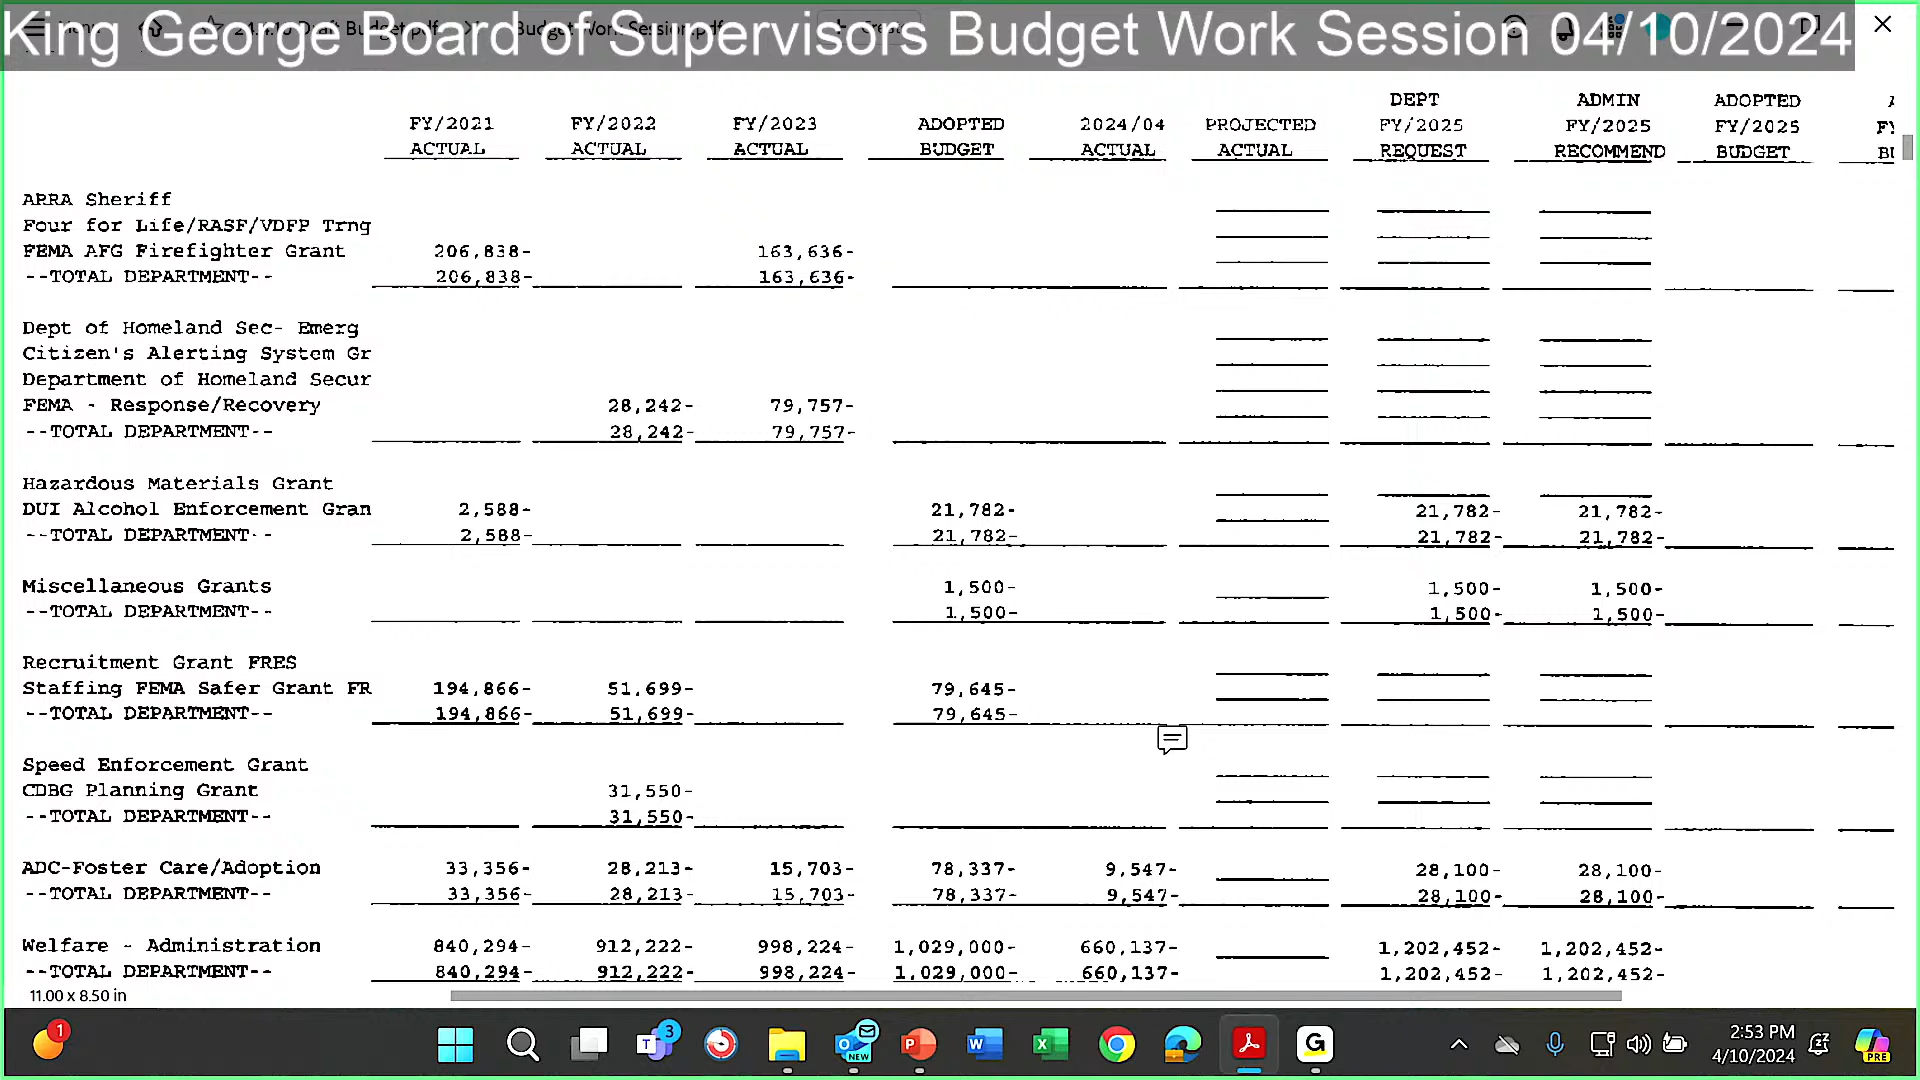 King George Board of Supervisors Budget Work Session 04/10/2024
DEPT ADMIN ADOPTED
FY/2021 FY/2022 FY/2023 ADOPTED 2024/04 PROJECTED FY/2025 FY/2025 FY/2025
ACTUAL ACTUAL ACTUAL BUDGET ACTUAL ACTUAL REQUEST RECOMMEND BUDGET
ARRA Sheriff
Four for Life/RASF/VDFP Trng
FEMA AFG Firefighter Grant 206,838- 163,636-
--TOTAL DEPARTMENT-- 206,838- 163,636-
Dept of Homeland Sec- Emerg
Citizen's Alerting System Gr
Department of Homeland Secur
FEMA - Response/Recovery 28,242- 79,757-
--TOTAL DEPARTMENT-- 28,242- 79,757-
Hazardous Materials Grant
DUI Alcohol Enforcement Gran 2,588- 21,782- 21,782- 21,782-
--TOTAL DEPARTMENT-- 2,588- 21,782- 21,782- 21,782-
Miscellaneous Grants 1,500- 1,500- 1,500-
--TOTAL DEPARTMENT-- 1,500- 1,500- 1,500-
Recruitment Grant FRES
Staffing FEMA Safer Grant FR 194,866- 51,699- 79,645-
--TOTAL DEPARTMENT-- 194,866- 51,699- 79,645-
Speed Enforcement Grant
CDBG Planning Grant 31,550-
--TOTAL DEPARTMENT-- 31,550-
ADC-Foster Care/Adoption 33,356- 28,213- 15,703- 78,337- 9,547- 28,100- 28,100-
--TOTAL DEPARTMENT-- 33,356- 28,213- 15,703- 78,337- 9,547- 28,100- 28,100-
Welfare - Administration 840,294- 912,222- 998,224- 1,029,000- 660,137- 1,202,452- 1,202,452-
--TOTAL DEPARTMENT-- 840,294- 912,222- 998,224- 1,029,000- 660,137- 1,202,452- 1,202,452-
11.00 x 8.50 in
1 3 NEW 2:53 PM
4/10/2024 PRE